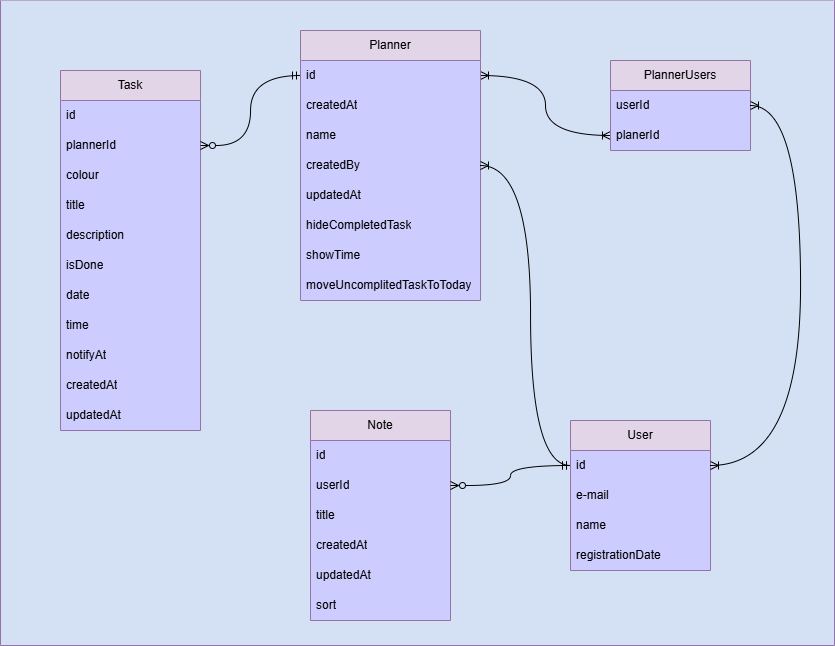 Task
id
plannerId
colour
title
description
isDone
date
time
notifyAt
createdAt
updatedAt
Planner
id
createdAt
name
createdBy
updatedAt
hideCompletedTask
showTime
moveUncomplitedTaskToToday
PlannerUsers
userId
planerId
Note
id
userId
title
createdAt
updatedAt
sort
User
id
e-mail
name
registrationDate